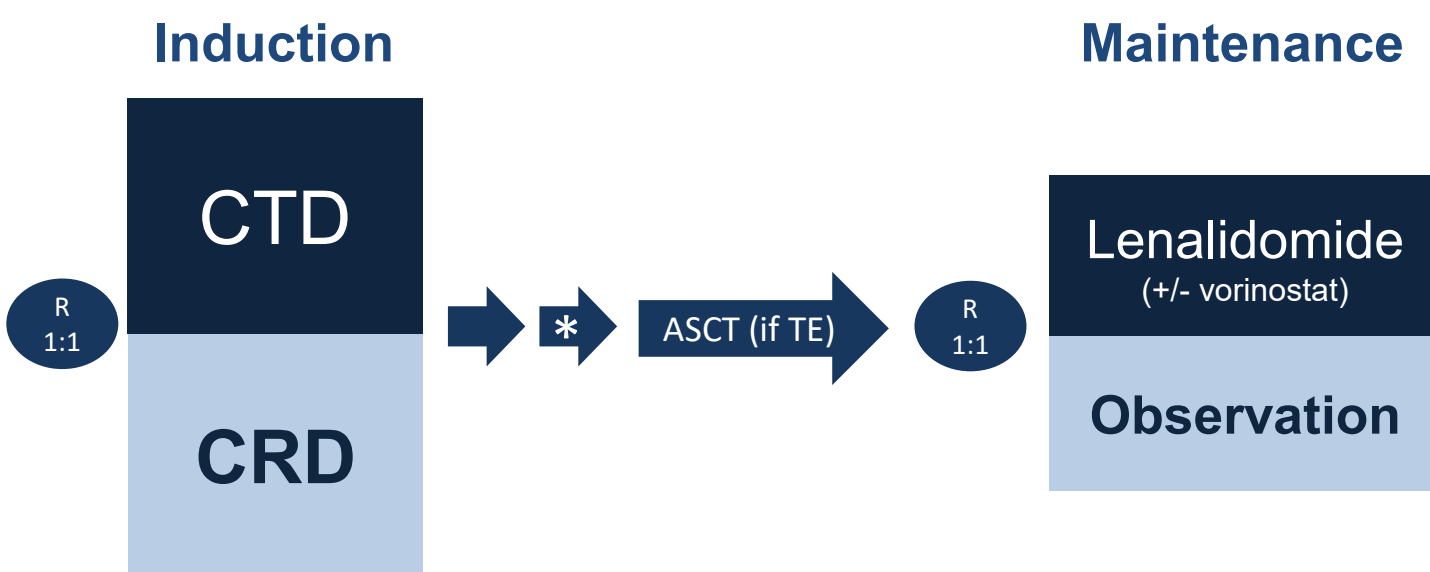 Induction
Maintenance
CTD
CRD
R
1:1
*
ASCT (if TE)
R
1:1
Lenalidomide
(+/- vorinostat)
Observation